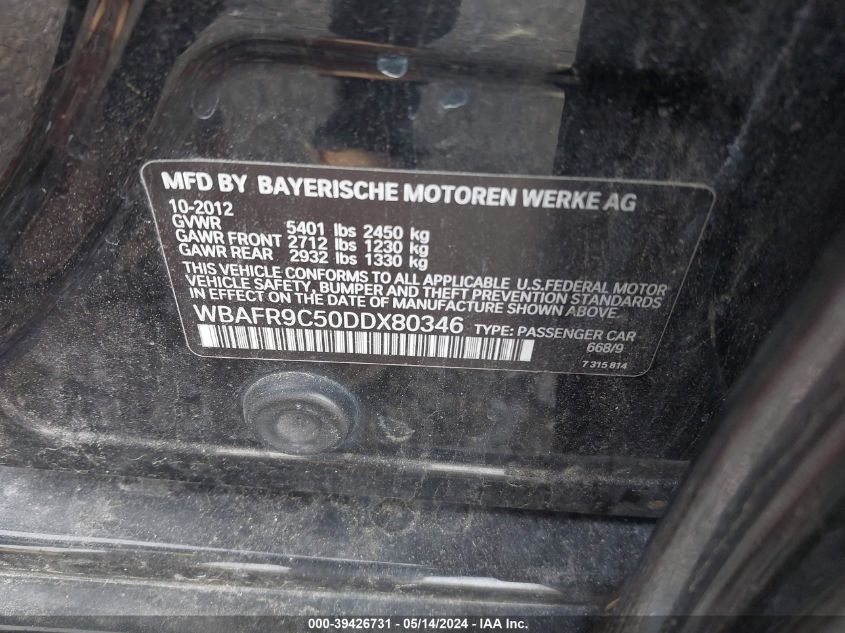 MFD BY BAYERISCHE MOTOREN WERKE AG
10-2012
GVWR 5401 lbs 2450 kg
GAWR FRONT 2712 lbs 1230 kg
GAWR REAR 2932 lbs 1330 kg
THIS VEHICLE CONFORMS TO ALL APPLICABLE U.S.FEDERAL MOTOR
VEHICLE SAFETY, BUMPER AND THEFT PREVENTION STANDARDS
IN EFFECT ON THE DATE OF MANUFACTURE SHOWN ABOVE.
WBAFR9C50DDX80346 TYPE: PASSENGER CAR
668/9
7 315 814
000-39426731 - 05/14/2024 - IAA Inc.